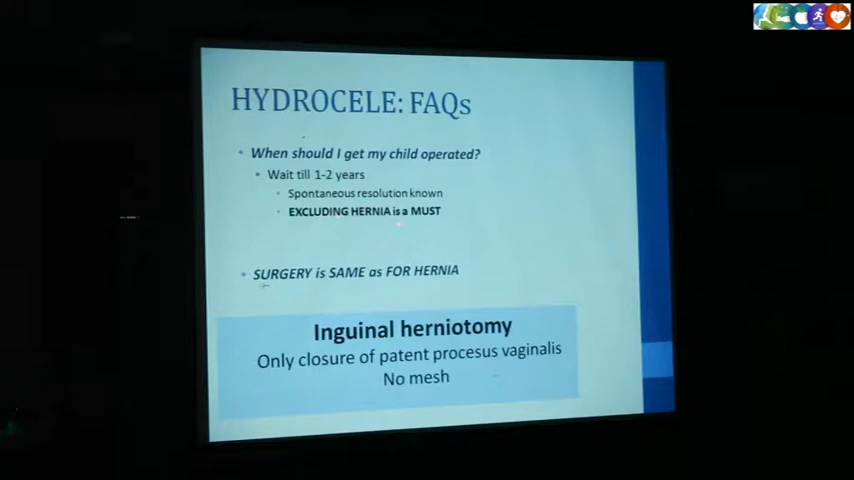 HYDROCELE: FAQs
• When should I get my child operated?
• Wait till 1-2 years
• Spontaneous resolution known
• EXCLUDING HERNIA is a MUST
• SURGERY is SAME as FOR HERNIA
Inguinal herniotomy
Only closure of patent procesus vaginalis
No mesh